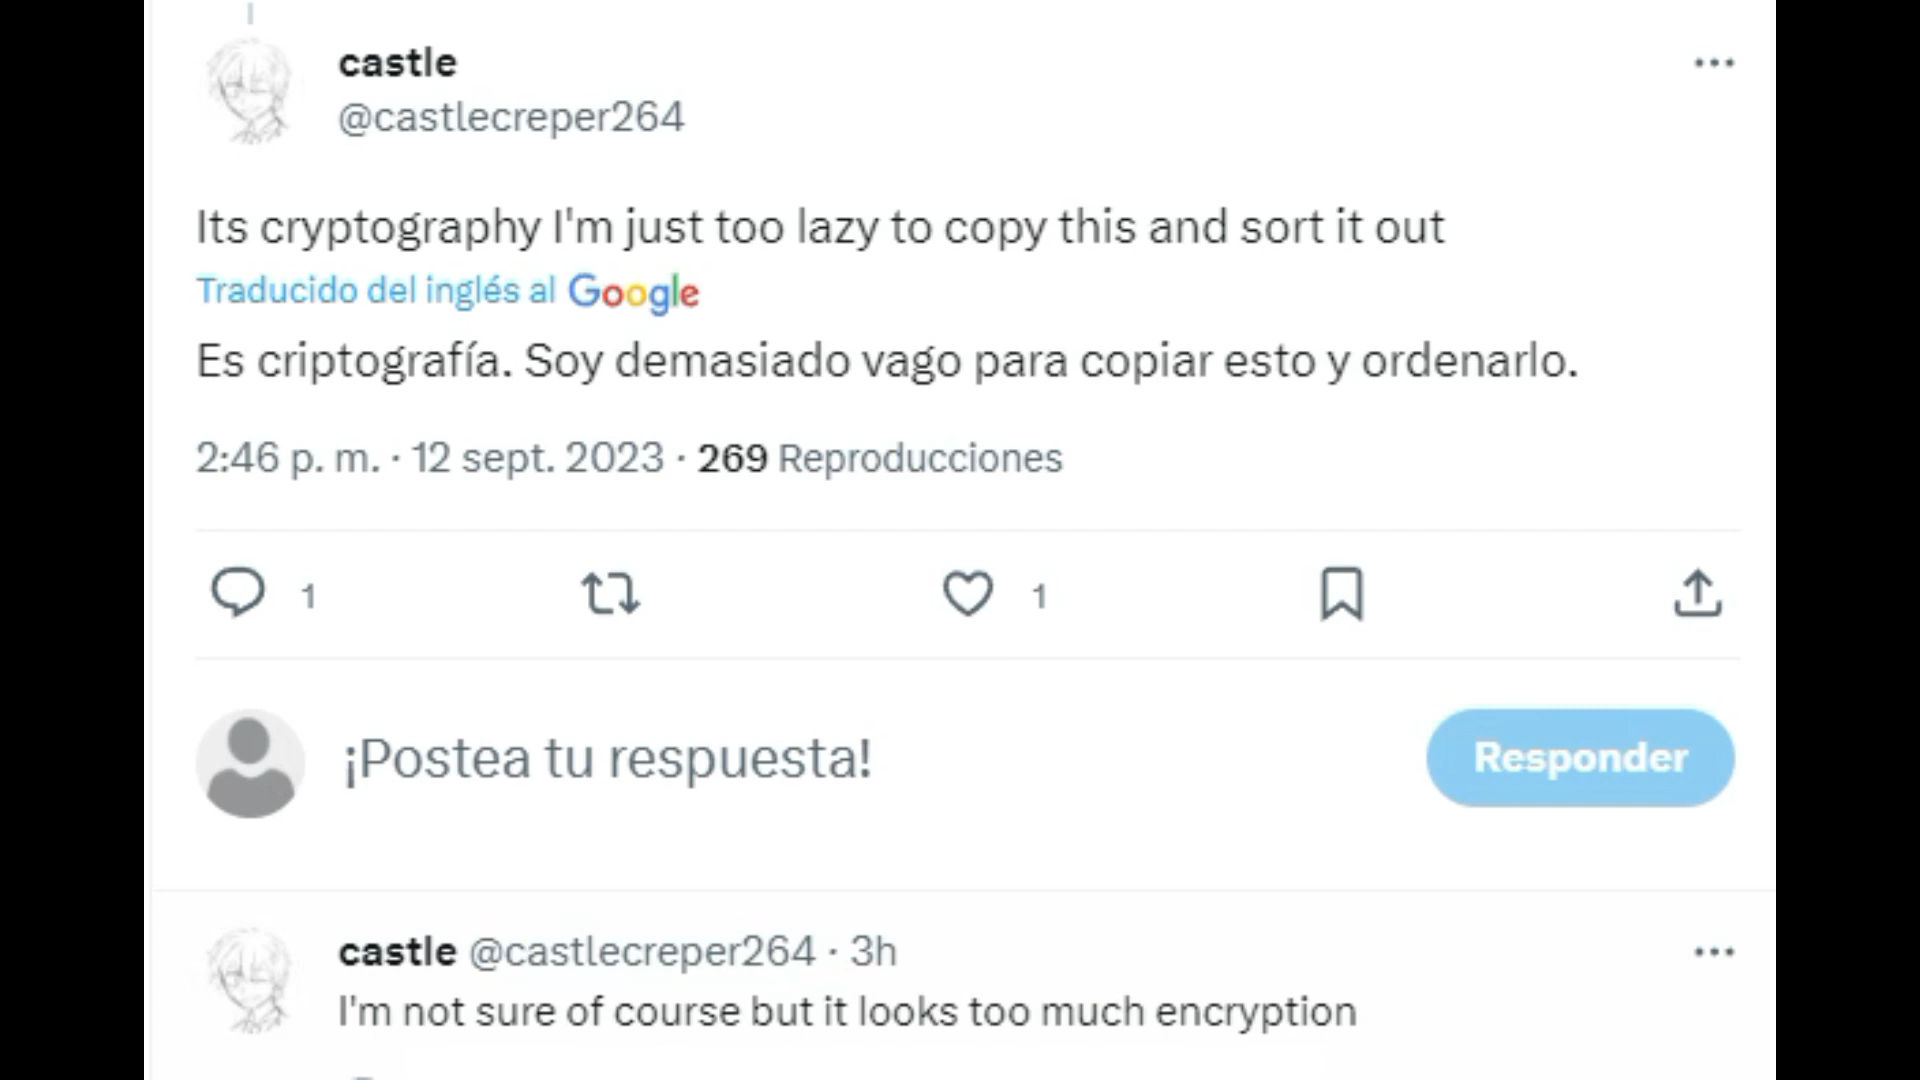 castle
@castlecreper264
Its cryptography I'm just too lazy to copy this and sort it out
Traducido del inglés al Google
Es criptografía. Soy demasiado vago para copiar esto y ordenarlo.
2:46 p. m. · 12 sept. 2023 · 269 Reproducciones
1 1
¡Postea tu respuesta!
Responder
castle @castlecreper264 · 3h
I'm not sure of course but it looks too much encryption